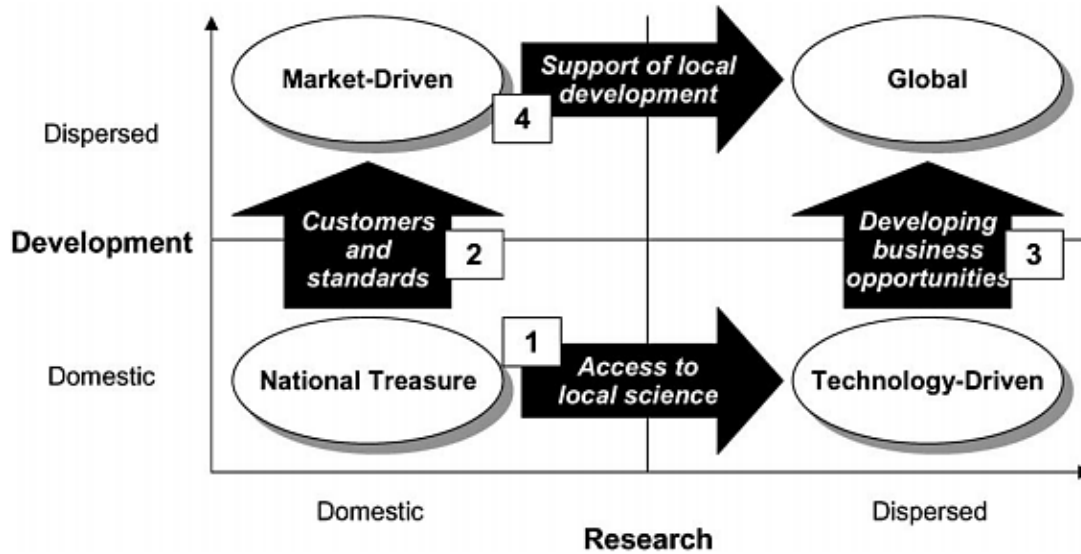 Market-Driven
Support of local
development
4
Global
Dispersed
Development
Customers
and
standards
2
Developing
business
opportunities
3
Domestic
National Treasure
1
Access to
local science
Technology-Driven
Domestic
Dispersed
Research